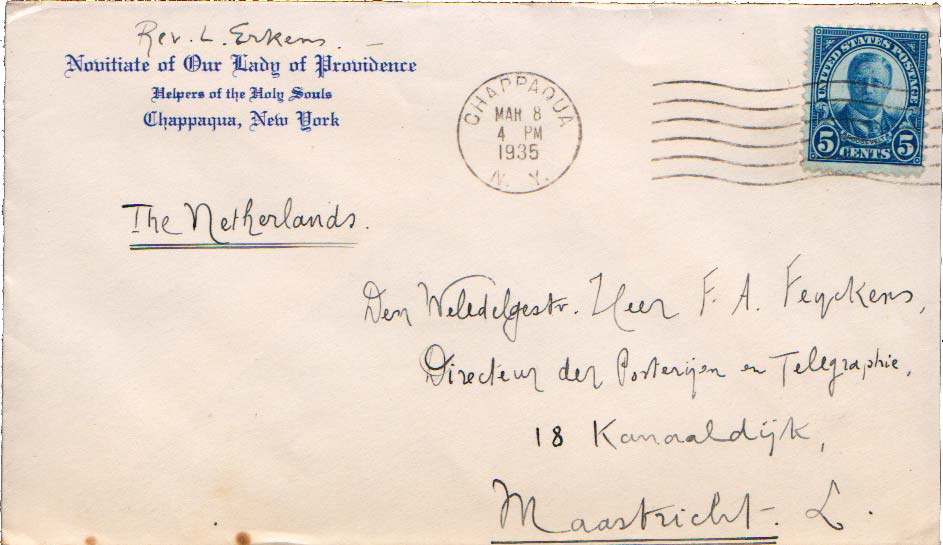 Rev. L. Erkens.
Novitiate of Our Lady of Providence
Helpers of the Holy Souls
Chappaqua, New York
CHAPPAQUA
MAR 8
4 PM
1935
N. Y.
UNITED STATES POSTAGE
ROOSEVELT
5 CENTS 5
The Netherlands.
Den Weledelgestr. Heer F. A. Feyckens,
Directeur der Posterijen en Telegraphie,
18 Kanaaldijk,
Maastricht. L.